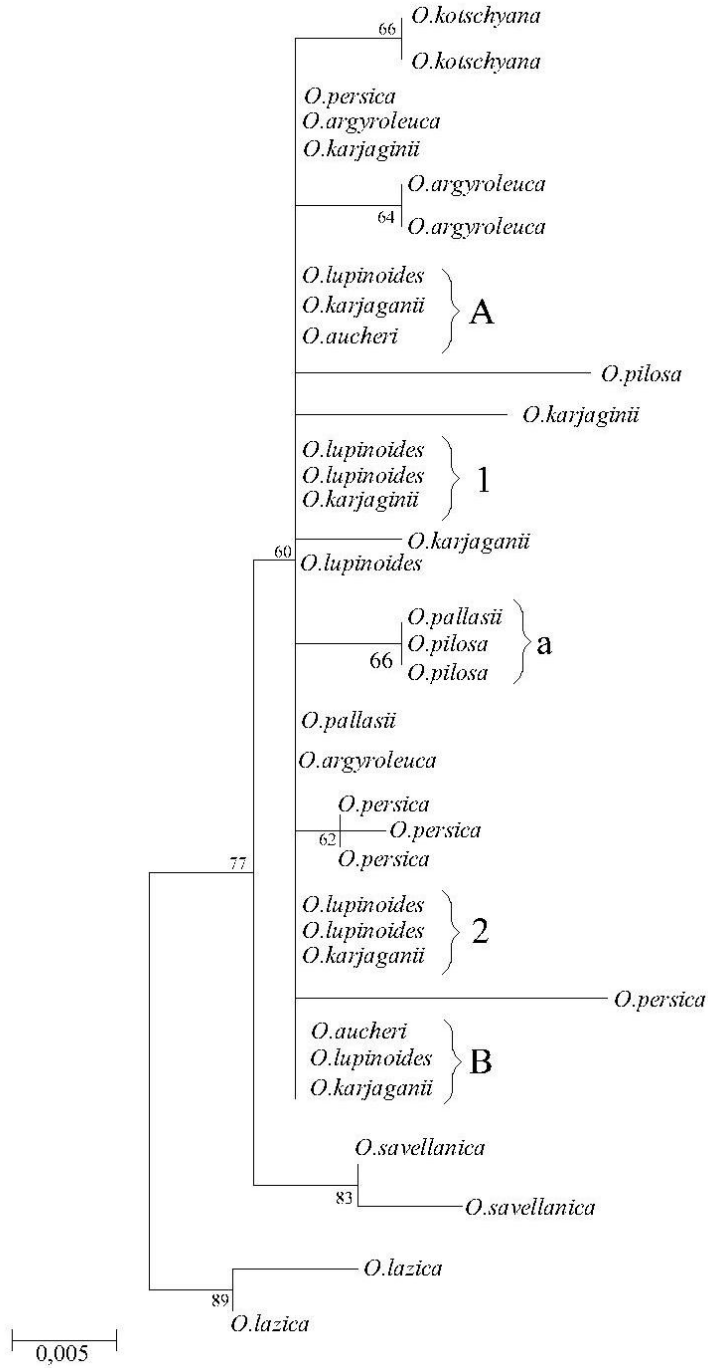 O.kotschyana
66
O.kotschyana
O.persica
O.argyroleuca
O.karjaginii
O.argyroleuca
64
O.argyroleuca
O.lupinoides
O.karjaganii
A
O.aucheri
O.pilosa
O.karjaginii
O.lupinoides
O.lupinoides
1
O.karjaginii
O.karjaganii
60
O.lupinoides
O.pallasii
O.pilosa
a
66
O.pilosa
O.pallasii
O.argyroleuca
O.persica
O.persica
62
O.persica
77
O.lupinoides
O.lupinoides
2
O.karjaganii
O.persica
O.aucheri
O.lupinoides
B
O.karjaganii
O.savellanica
83
O.savellanica
O.lazica
89
O.lazica
0,005